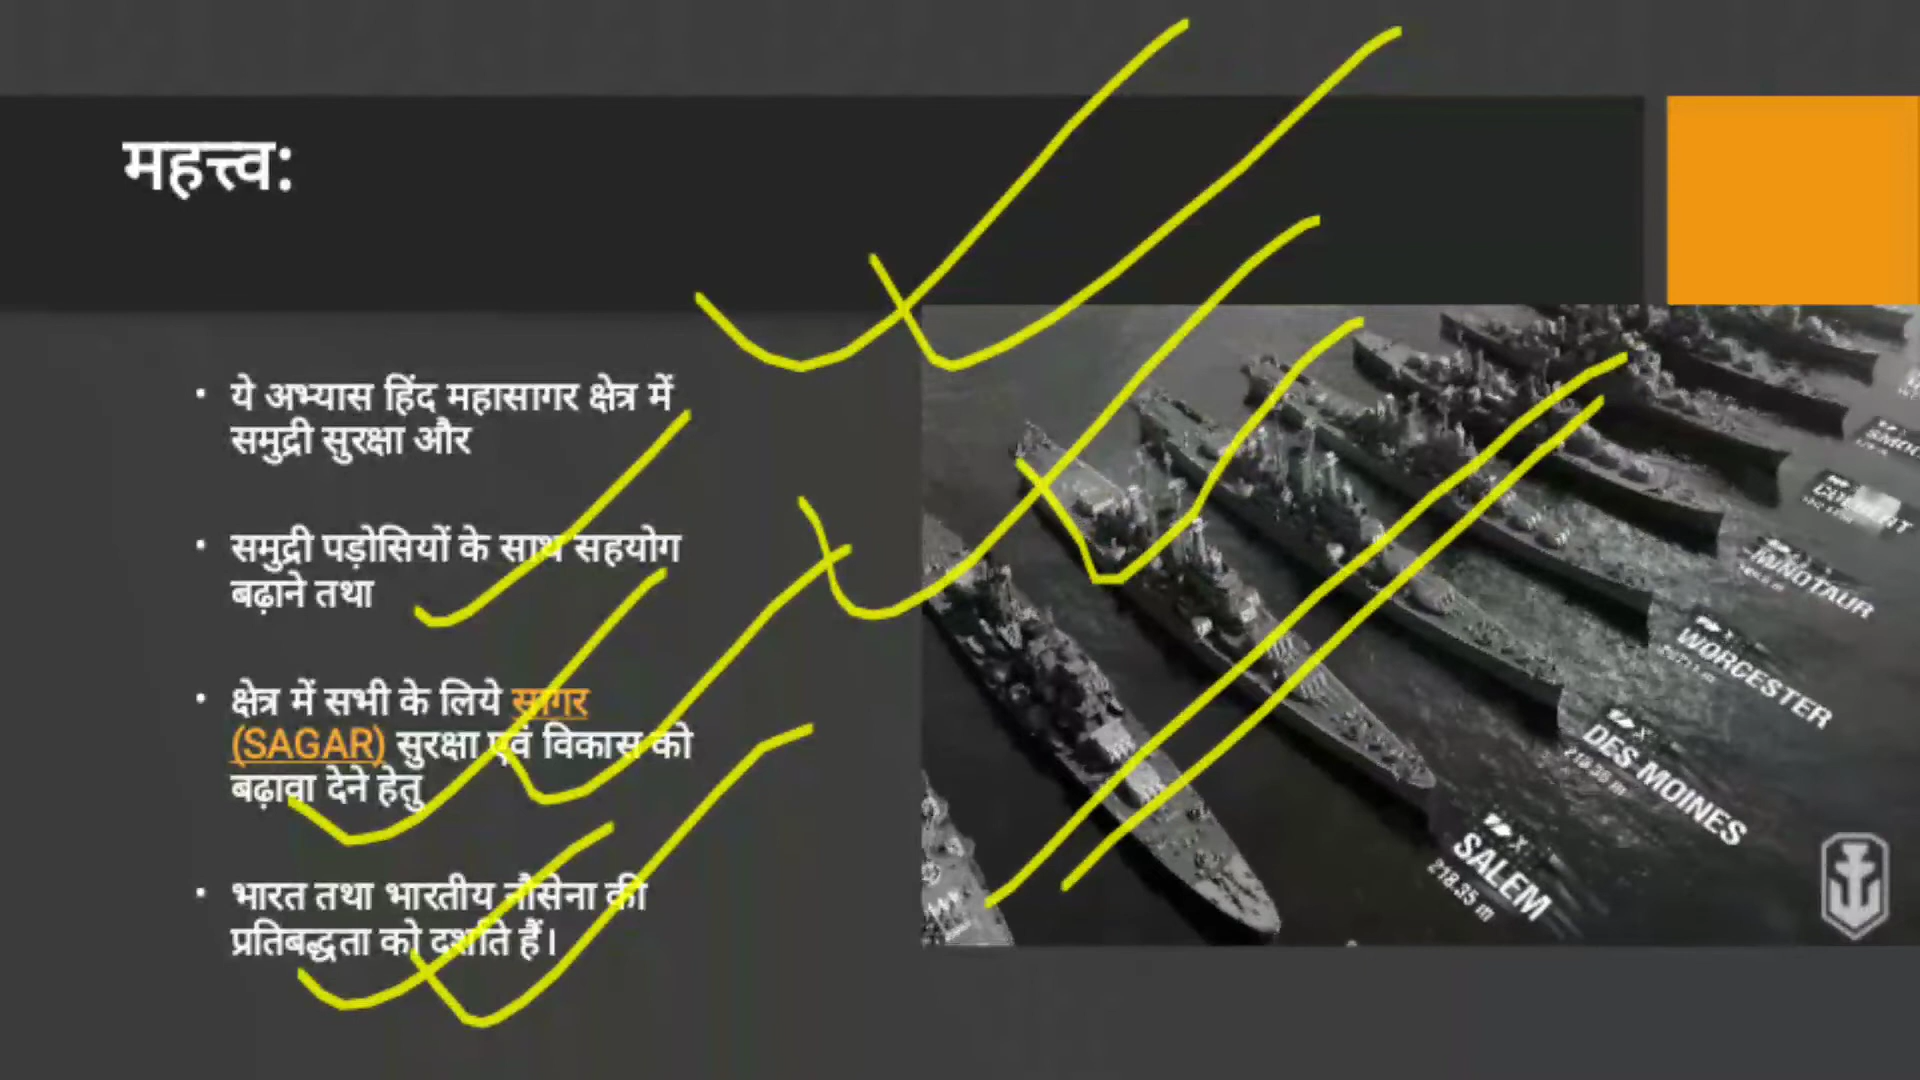 महत्त्व:
• ये अभ्यास हिंद महासागर क्षेत्र में
समुद्री सुरक्षा और
• समुद्री पड़ोसियों के साथ सहयोग
बढ़ाने तथा
• क्षेत्र में सभी के लिये सागर
(SAGAR) सुरक्षा एवं विकास को
बढ़ावा देने हेतु
• भारत तथा भारतीय नौसेना की
प्रतिबद्धता को दर्शाते हैं।
MINOTAUR
WORCESTER
DES MOINES
SALEM
218.35 m